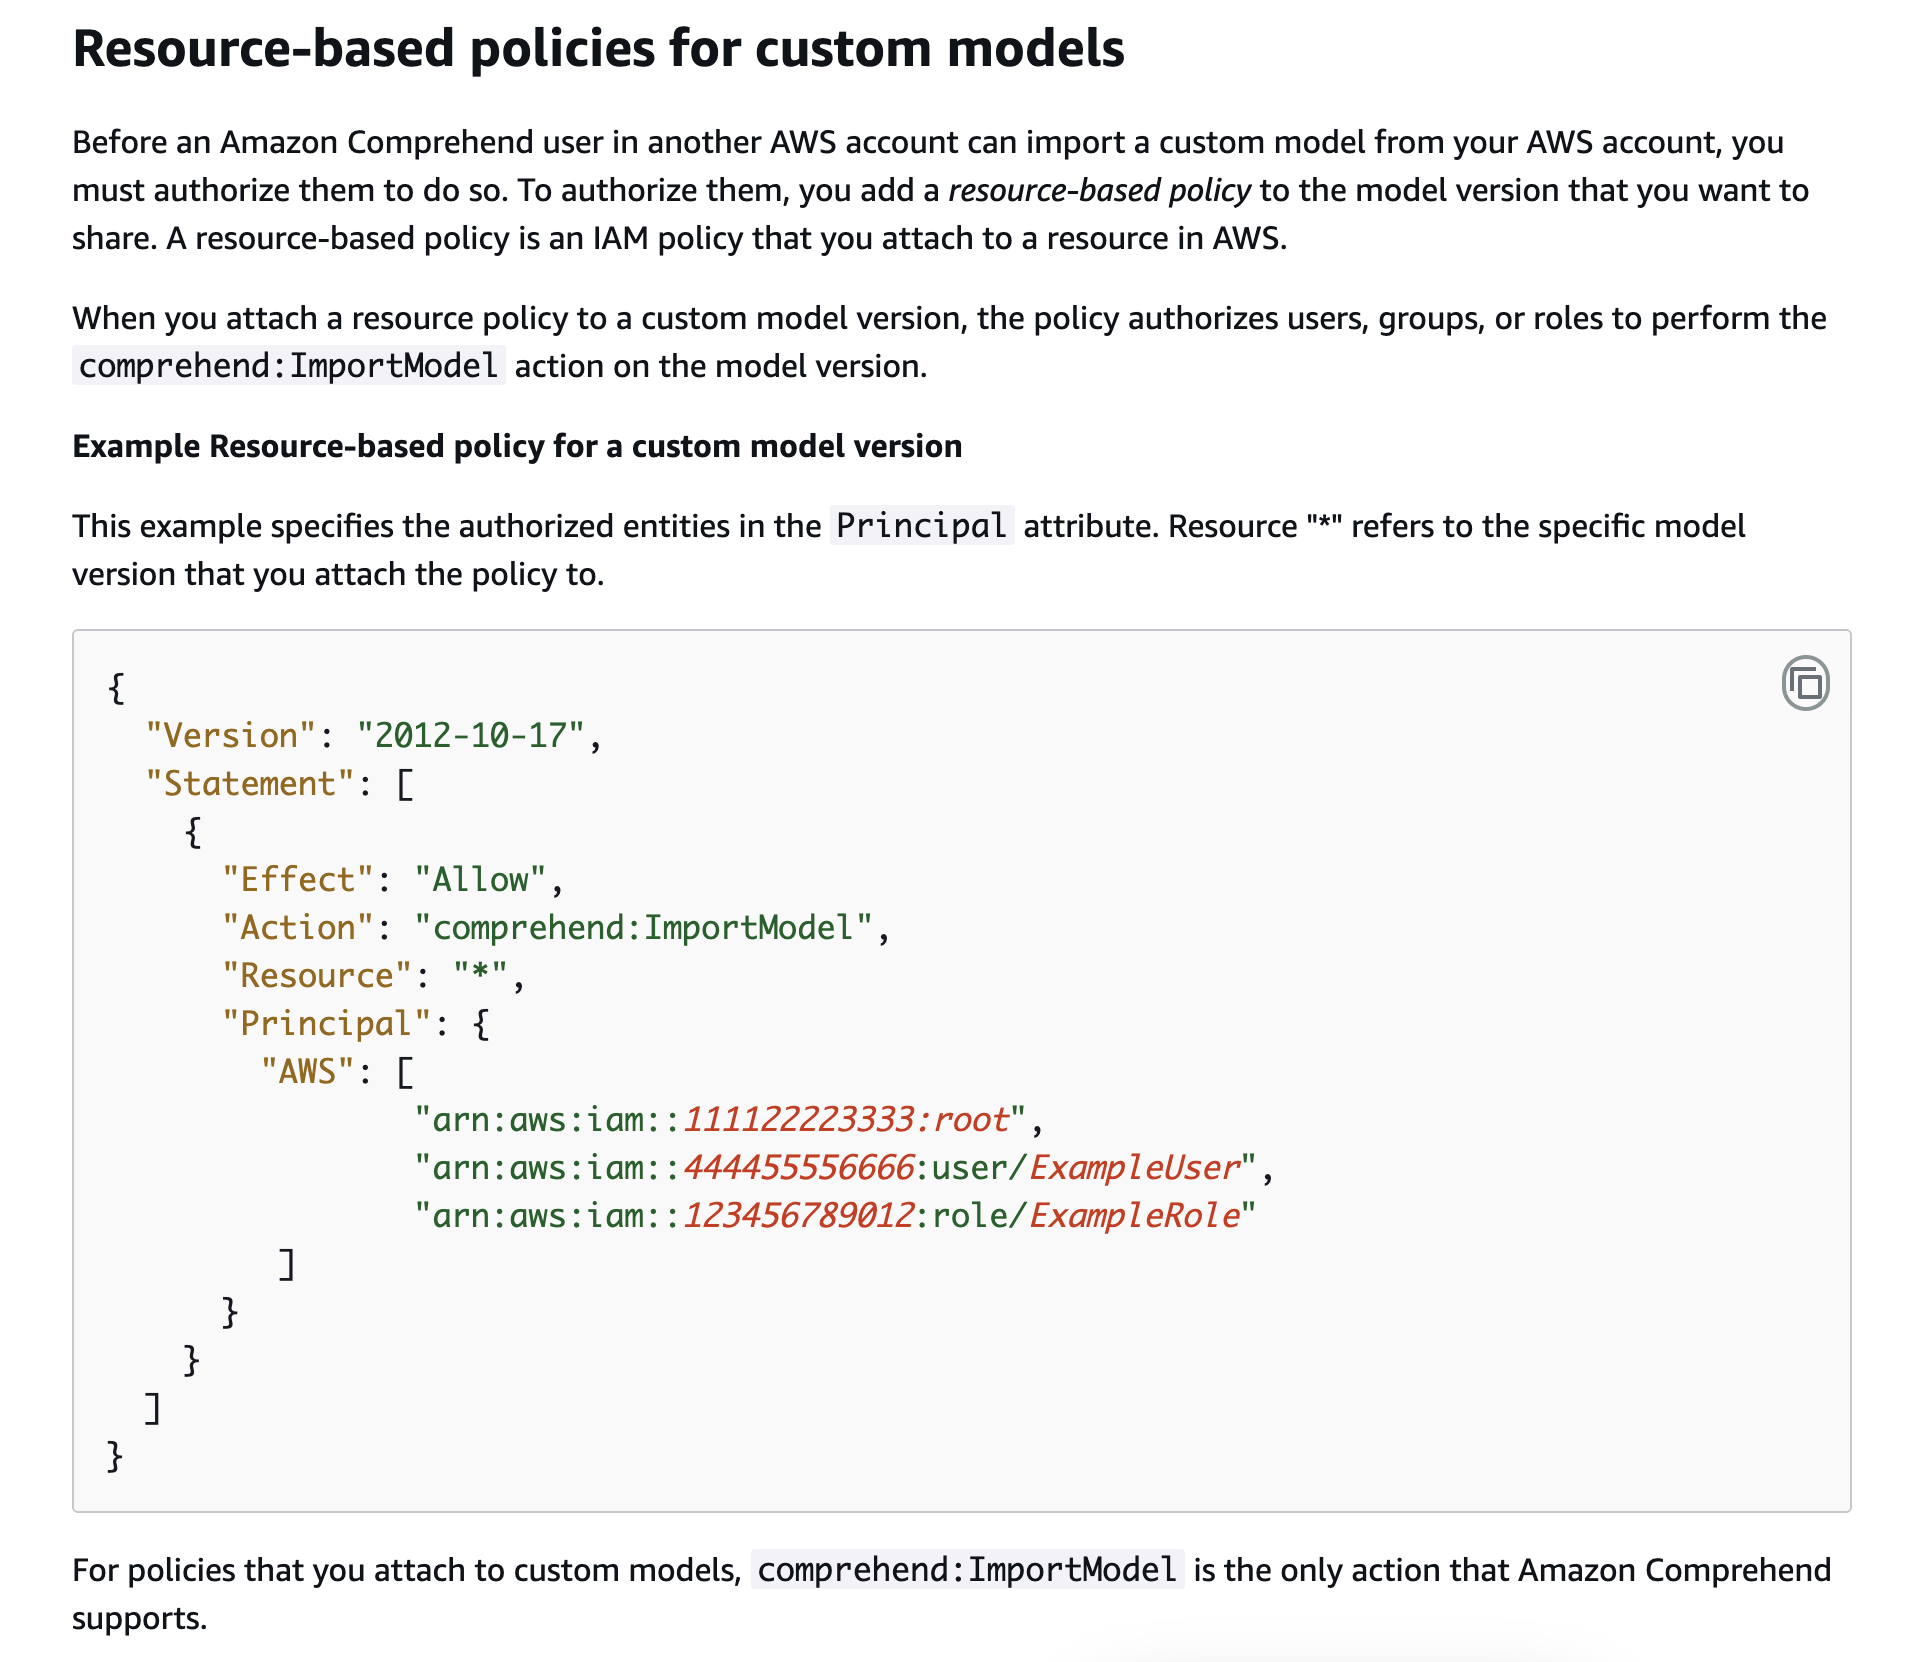 Resource-based policies for custom models
Before an Amazon Comprehend user in another AWS account can import a custom model from your AWS account, you
must authorize them to do so. To authorize them, you add a resource-based policy to the model version that you want to
share. A resource-based policy is an IAM policy that you attach to a resource in AWS.
When you attach a resource policy to a custom model version, the policy authorizes users, groups, or roles to perform the
comprehend:ImportModel action on the model version.
Example Resource-based policy for a custom model version
This example specifies the authorized entities in the Principal attribute. Resource "*" refers to the specific model
version that you attach the policy to.
{
  "Version": "2012-10-17",
  "Statement": [
    {
      "Effect": "Allow",
      "Action": "comprehend:ImportModel",
      "Resource": "*",
      "Principal": {
        "AWS": [
                "arn:aws:iam::111122223333:root",
                "arn:aws:iam::444455556666:user/ExampleUser",
                "arn:aws:iam::123456789012:role/ExampleRole"
         ]
      }
    }
  ]
}
For policies that you attach to custom models, comprehend:ImportModel is the only action that Amazon Comprehend
supports.